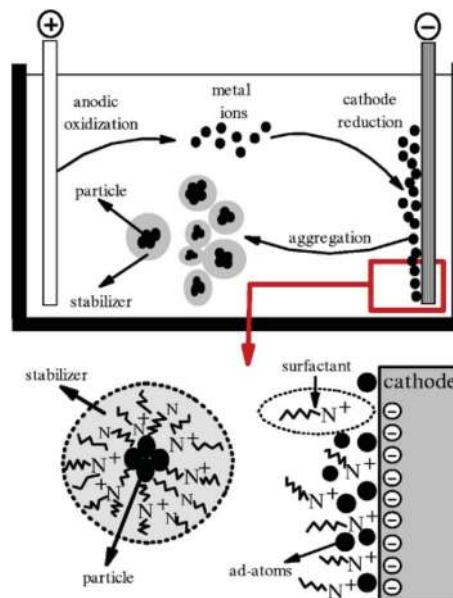 +
−
anodic
oxidization
metal
ions
cathode
reduction
particle
aggregation
stabilizer
stabilizer
surfactant
cathode
N
N+
N
N+
N+
N+
N+
N
N+
N+
N+
N+
N+
N+
N+
N+
−
−
−
−
−
−
−
−
−
ad-atoms
particle